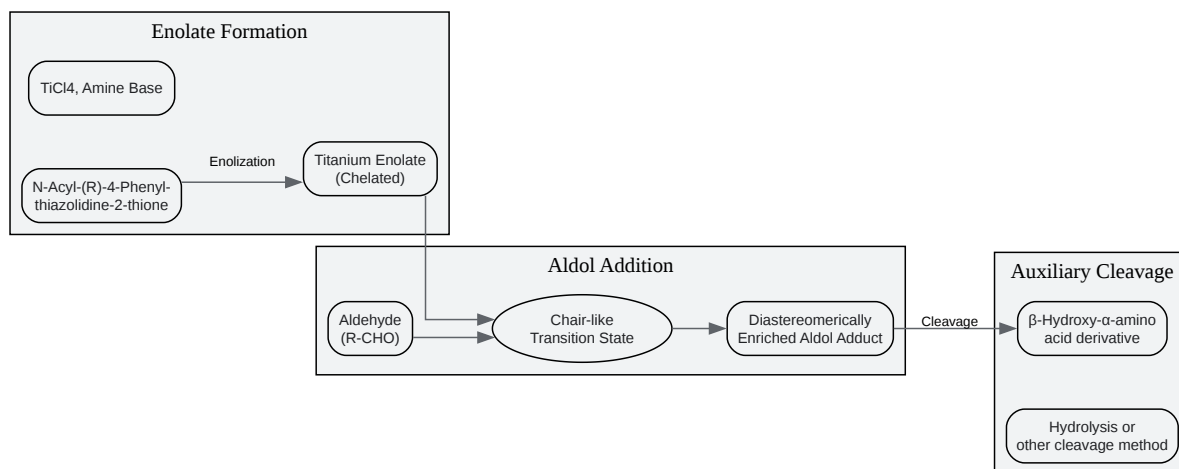 Enolate Formation
TiCl4, Amine Base
N-Acyl-(R)-4-Phenyl-
thiazolidine-2-thione
Enolization
Titanium Enolate
(Chelated)
Aldol Addition
Aldehyde
(R-CHO)
Chair-like
Transition State
Diastereomerically
Enriched Aldol Adduct
Cleavage
Auxiliary Cleavage
β-Hydroxy-α-amino
acid derivative
Hydrolysis or
other cleavage method